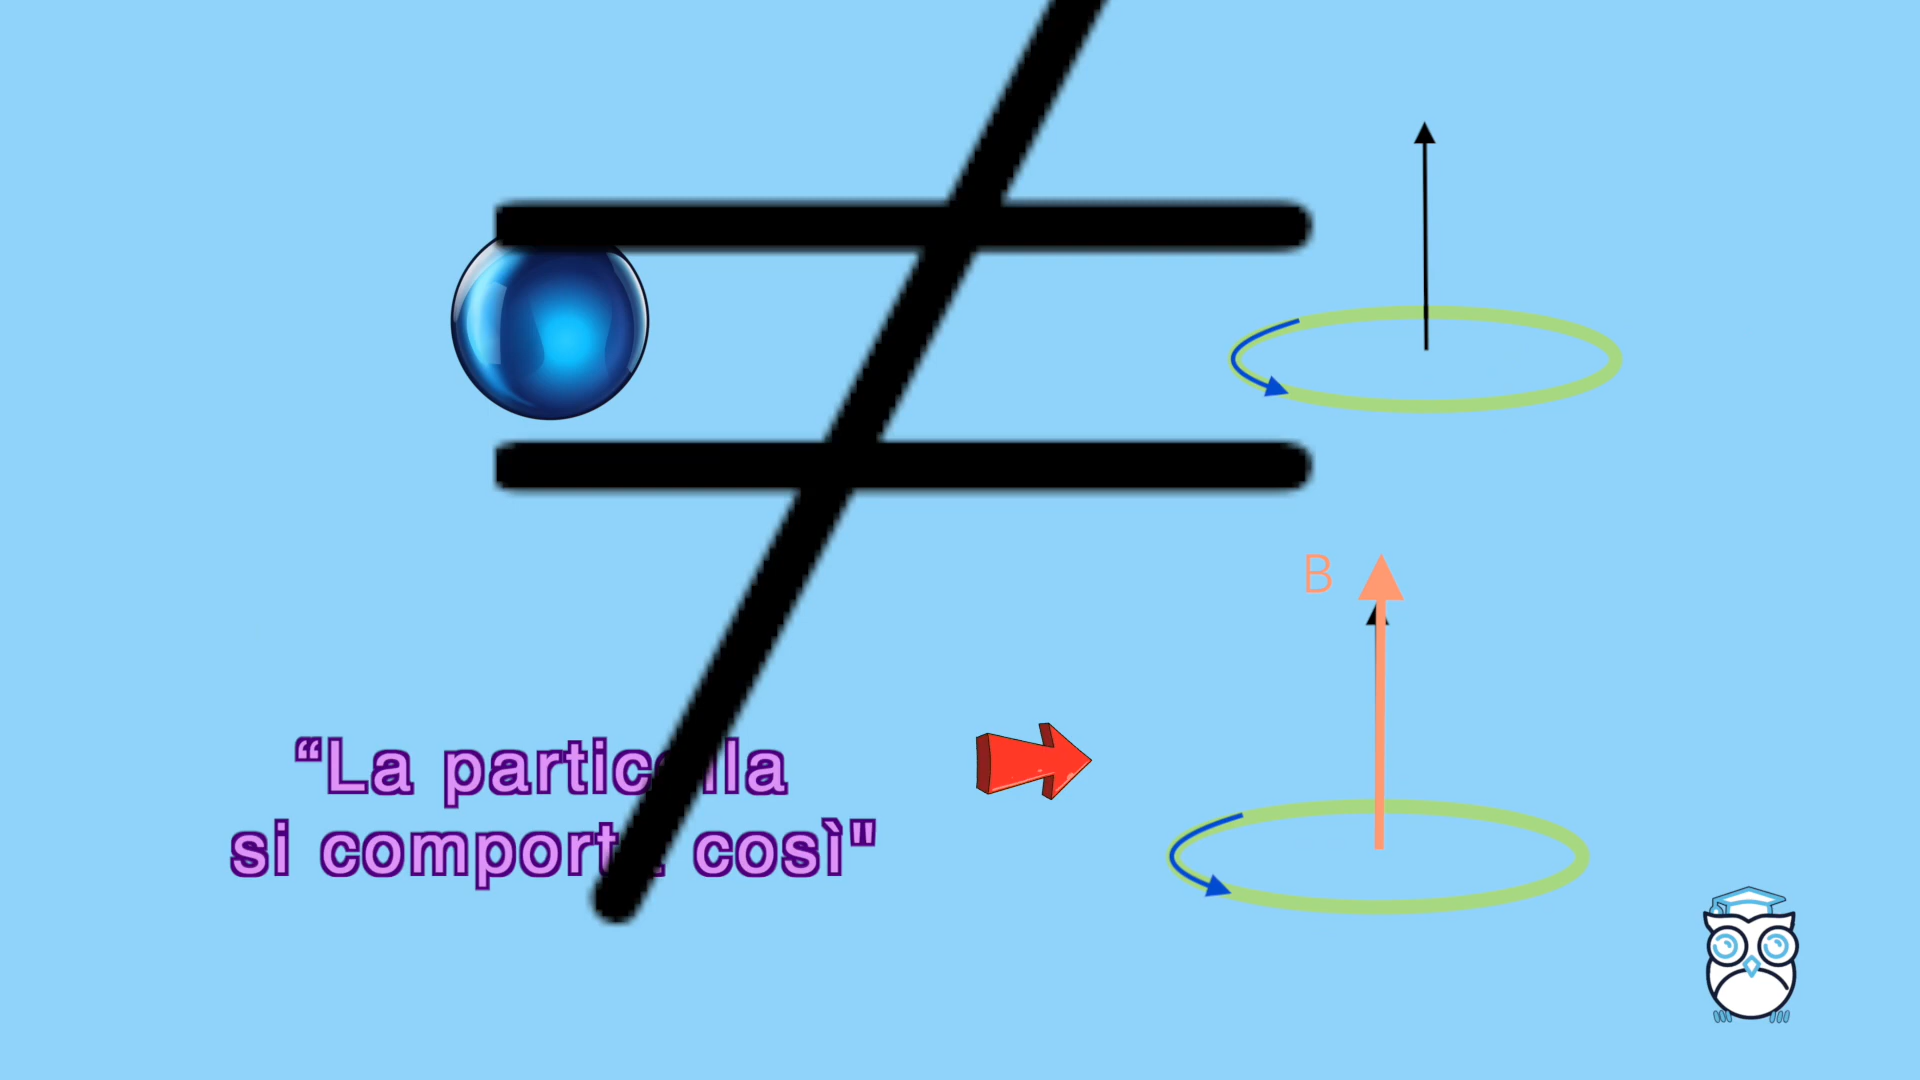 B
“La
si così"